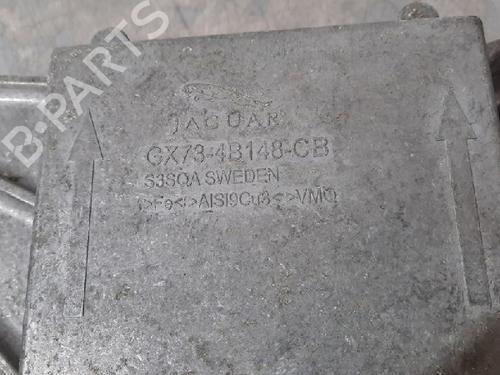 JAGUAR
GX73-4B148-CB
S3SQA SWEDEN
>Fe<>AlSi9Cu3<>VMQ
B-PARTS